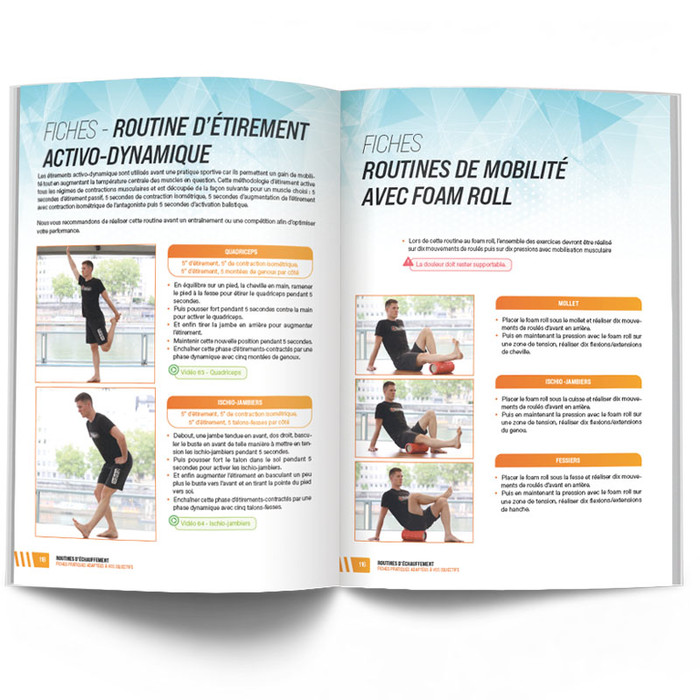 FICHES - ROUTINE D'ÉTIREMENT
ACTIVO-DYNAMIQUE
Les étirements activo-dynamique sont utilisés avant une pratique sportive car ils permettent un gain de mobili-
té tout en augmentant la température centrale des muscles en question. Cette méthodologie d'étirement active
tous les régimes de contractions musculaires et est découpée de la façon suivante pour un muscle choisi : 5
secondes d'étirement passif, 5 secondes de contraction isométrique, 5 secondes d'augmentation de l'étirement
avec contraction isométrique de l'antagoniste puis 5 secondes d'activation balistique.
Nous vous recommandons de réaliser cette routine avant un entraînement ou une compétition afin d'optimiser
votre performance.
QUADRICEPS
5" d'étirement, 5" de contraction isométrique,
5" d'étirement, 5 montées de genoux par côté
• En équilibre sur un pied, la cheville en main, ramener
le pied à la fesse pour étirer le quadriceps pendant 5
secondes.
• Puis pousser fort pendant 5 secondes contre la main
pour activer le quadriceps.
• Et enfin tirer la jambe en arrière pour augmenter
l'étirement.
• Maintenir cette nouvelle position pendant 5 secondes.
• Enchaîner cette phase d'étirements-contractés par une
phase dynamique avec cinq montées de genoux.
Vidéo 63 - Quadriceps
ISCHIO-JAMBIERS
5" d'étirement, 5" de contraction isométrique,
5" d'étirement, 5 talons-fesses par côté
• Debout, une jambe tendue en avant, dos droit, bascu-
ler le buste en avant de telle manière à mettre en ten-
sion les ischio-jambiers pendant 5 secondes.
• Puis pousser fort le talon dans le sol pendant 5
secondes pour activer les ischio-jambiers.
• Et enfin augmenter l'étirement en basculant un peu
plus le buste vers l'avant et en tirant la pointe du pied
vers sol.
• Enchaîner cette phase d'étirements-contractés par une
phase dynamique avec cinq talons-fesses.
Vidéo 64 - Ischio-jambiers
ROUTINES D'ÉCHAUFFEMENT
FICHES PRATIQUES ADAPTÉES À VOS OBJECTIFS
FICHES
ROUTINES DE MOBILITÉ
AVEC FOAM ROLL
• Lors de cette routine au foam roll, l'ensemble des exercices devront être réalisé
sur dix mouvements de roulés puis sur dix pressions avec mobilisation musculaire
La douleur doit rester supportable.
MOLLET
• Placer le foam roll sous le mollet et réaliser dix mouve-
ments de roulés d'avant en arrière.
• Puis en maintenant la pression avec le foam roll sur
une zone de tension, réaliser dix flexions/extensions
de cheville.
ISCHIO-JAMBIERS
• Placer le foam roll sous la cuisse et réaliser dix mouve-
ments de roulés d'avant en arrière.
• Puis en maintenant la pression avec le foam roll sur
une zone de tension, réaliser dix flexions/extensions
du genou.
FESSIERS
• Placer le foam roll sous la fesse et réaliser dix mouve-
ments de roulés d'avant en arrière.
• Puis en maintenant la pression avec le foam roll sur
une zone de tension, réaliser dix flexions/extensions
de hanche.
ROUTINES D'ÉCHAUFFEMENT
FICHES PRATIQUES ADAPTÉES À VOS OBJECTIFS